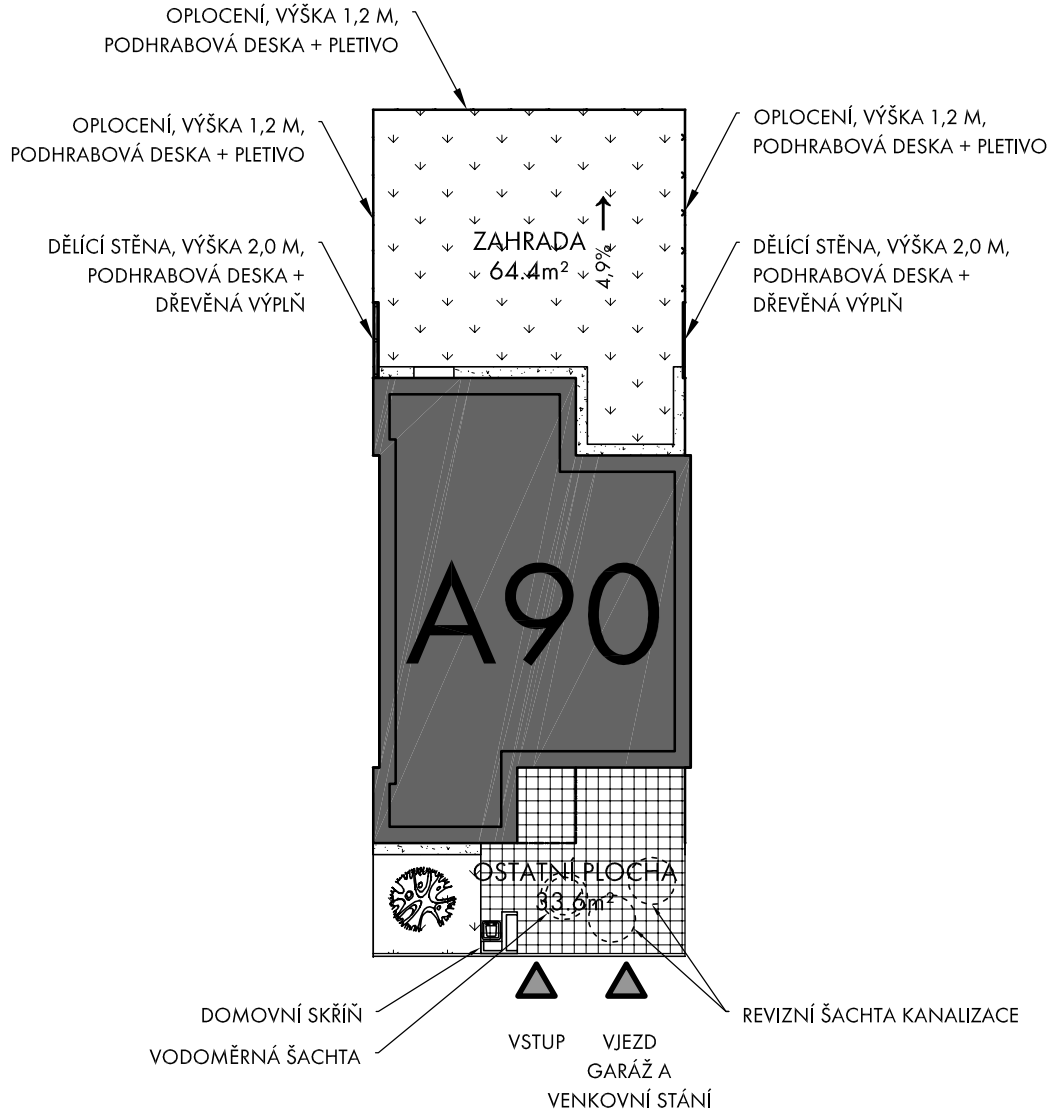 OPLOCENÍ, VÝŠKA 1,2 M,
PODHRABOVÁ DESKA + PLETIVO
OPLOCENÍ, VÝŠKA 1,2 M,
PODHRABOVÁ DESKA + PLETIVO
OPLOCENÍ, VÝŠKA 1,2 M,
PODHRABOVÁ DESKA + PLETIVO
DĚLÍCÍ STĚNA, VÝŠKA 2,0 M,
PODHRABOVÁ DESKA +
DŘEVĚNÁ VÝPLŇ
ZAHRADA
64.4m²
4,9%
DĚLÍCÍ STĚNA, VÝŠKA 2,0 M,
PODHRABOVÁ DESKA +
DŘEVĚNÁ VÝPLŇ
A90
OSTATNÍ PLOCHA
33.6m²
DOMOVNÍ SKŘÍŇ
VODOMĚRNÁ ŠACHTA
VSTUP
VJEZD
GARÁŽ A
VENKOVNÍ STÁNÍ
REVIZNÍ ŠACHTA KANALIZACE